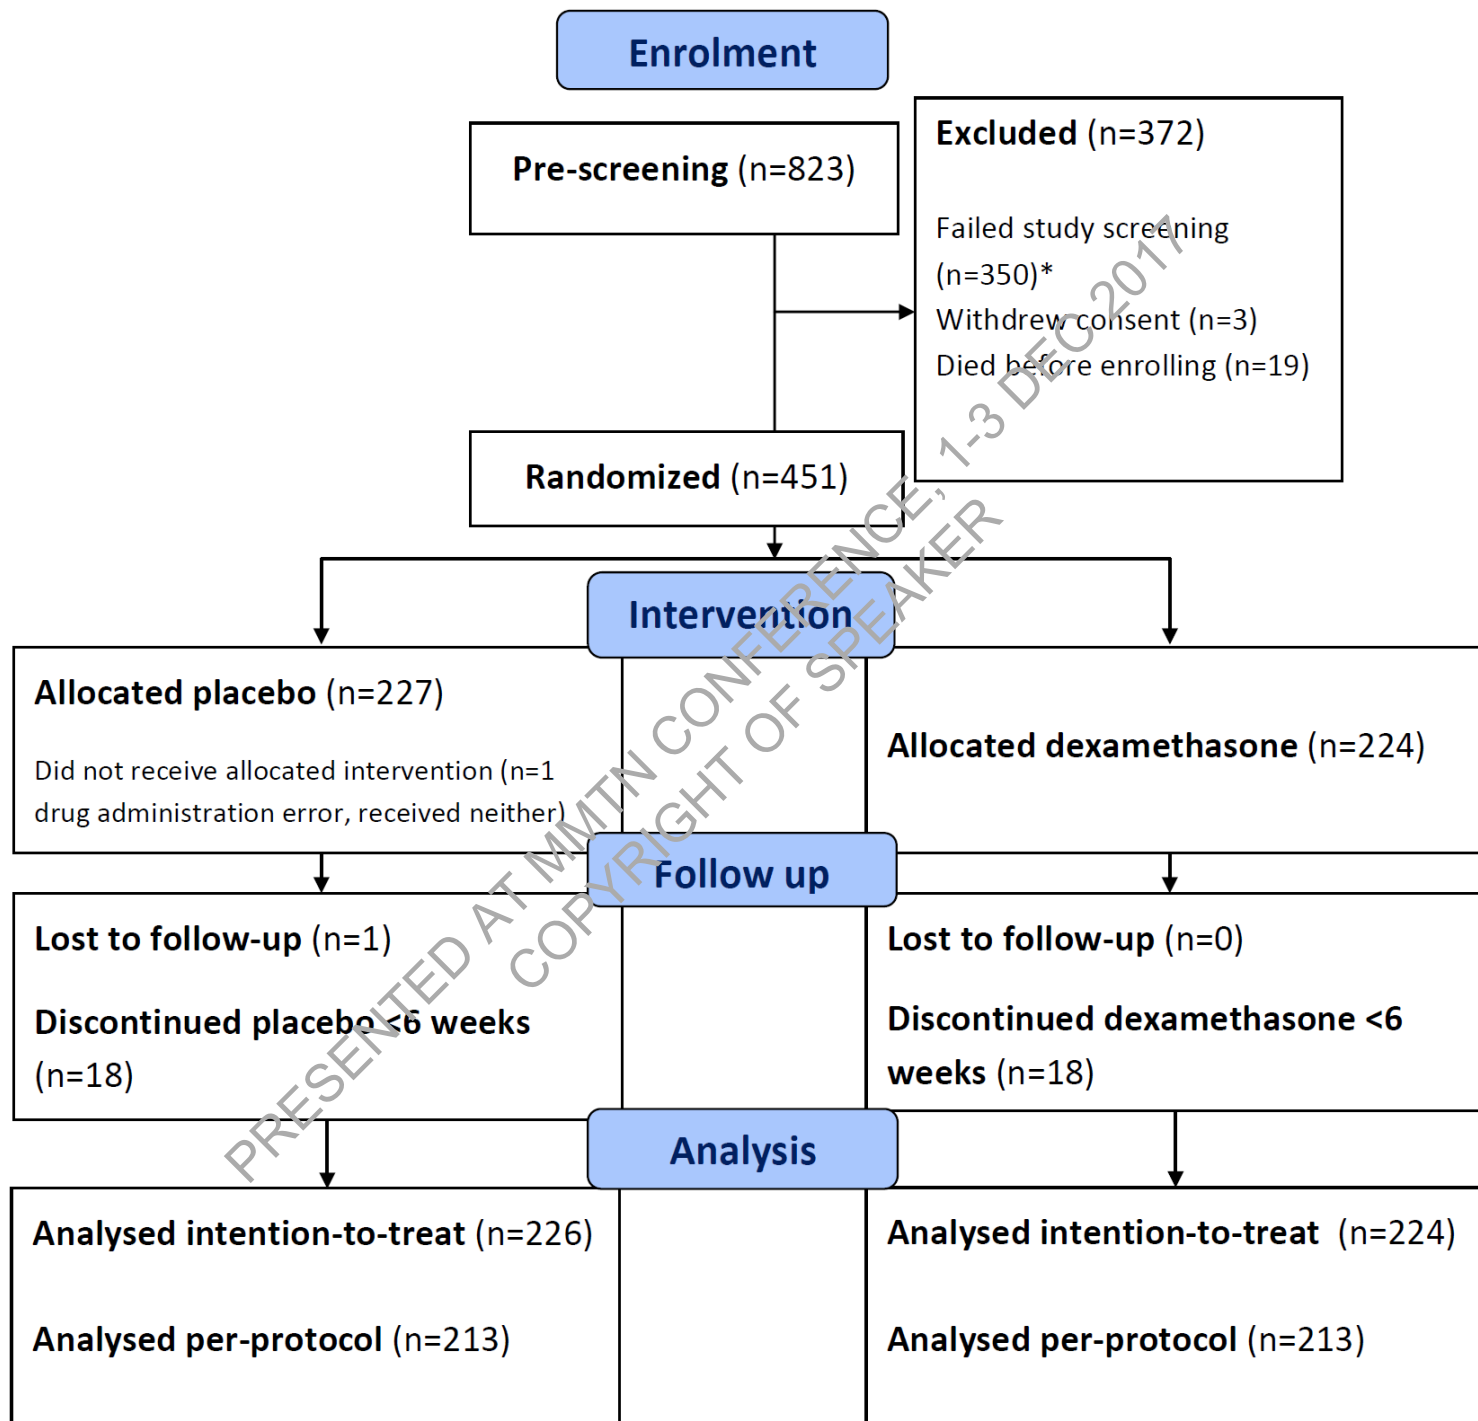 Enrolment
Pre-screening (n=823)
Excluded (n=372)
Failed study screening
(n=350)*
Withdrew consent (n=3)
Died before enrolling (n=19)
Randomized (n=451)
Intervention
Allocated placebo (n=227)
Did not receive allocated intervention (n=1
drug administration error, received neither)
Allocated dexamethasone (n=224)
Follow up
Lost to follow-up (n=1)
Discontinued placebo <6 weeks
(n=18)
Lost to follow-up (n=0)
Discontinued dexamethasone <6
weeks (n=18)
Analysis
Analysed intention-to-treat (n=226)
Analysed per-protocol (n=213)
Analysed intention-to-treat (n=224)
Analysed per-protocol (n=213)
PRESENTED AT MMTN CONFERENCE, 1-3 DEC 2017
COPYRIGHT OF SPEAKER